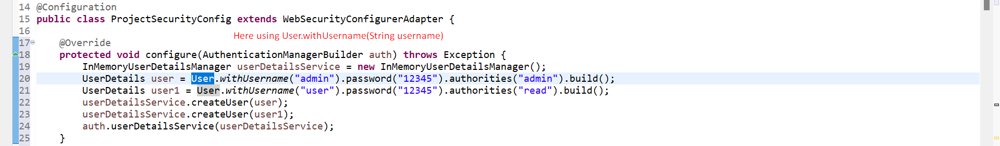 14 @Configuration
15 public class ProjectSecurityConfig extends WebSecurityConfigurerAdapter {
16
Here using User.withUsername(String username)
17 @Override
18 protected void configure(AuthenticationManagerBuilder auth) throws Exception {
19 InMemoryUserDetailsManager userDetailsService = new InMemoryUserDetailsManager();
20 UserDetails user = User.withUsername("admin").password("12345").authorities("admin").build();
21 UserDetails user1 = User.withUsername("user").password("12345").authorities("read").build();
22 userDetailsService.createUser(user);
23 userDetailsService.createUser(user1);
24 auth.userDetailsService(userDetailsService);
25 }